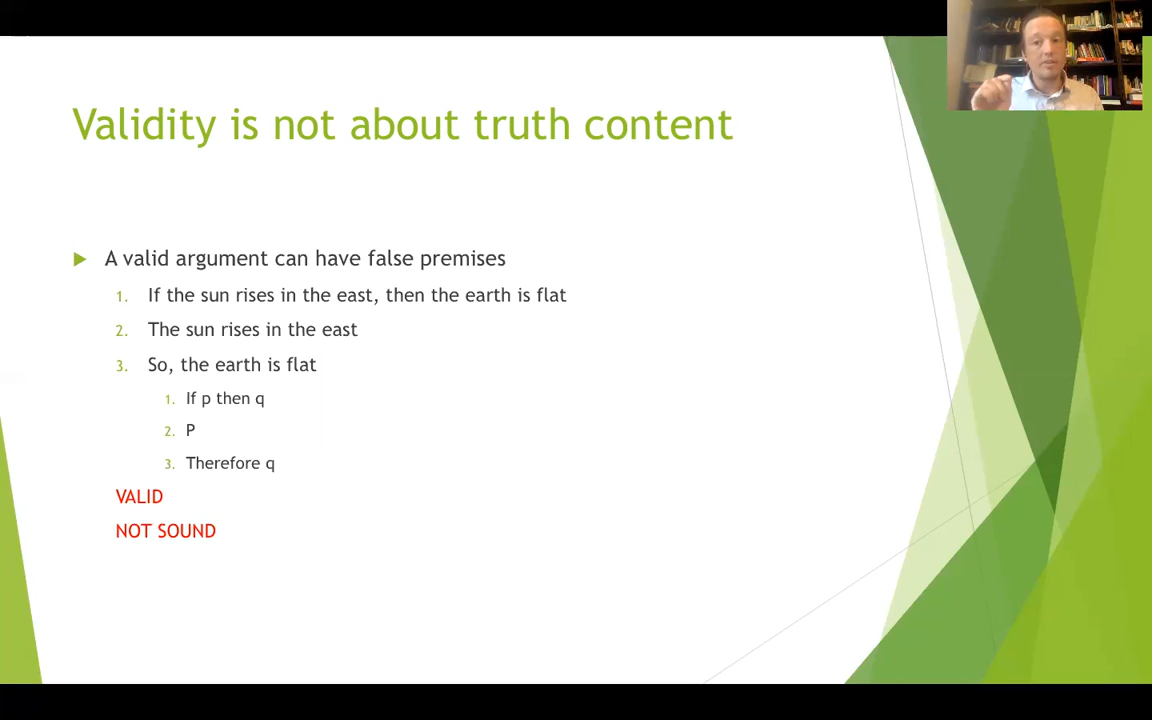 Validity is not about truth content
A valid argument can have false premises
1. If the sun rises in the east, then the earth is flat
2. The sun rises in the east
3. So, the earth is flat
1. If p then q
2. P
3. Therefore q
VALID
NOT SOUND